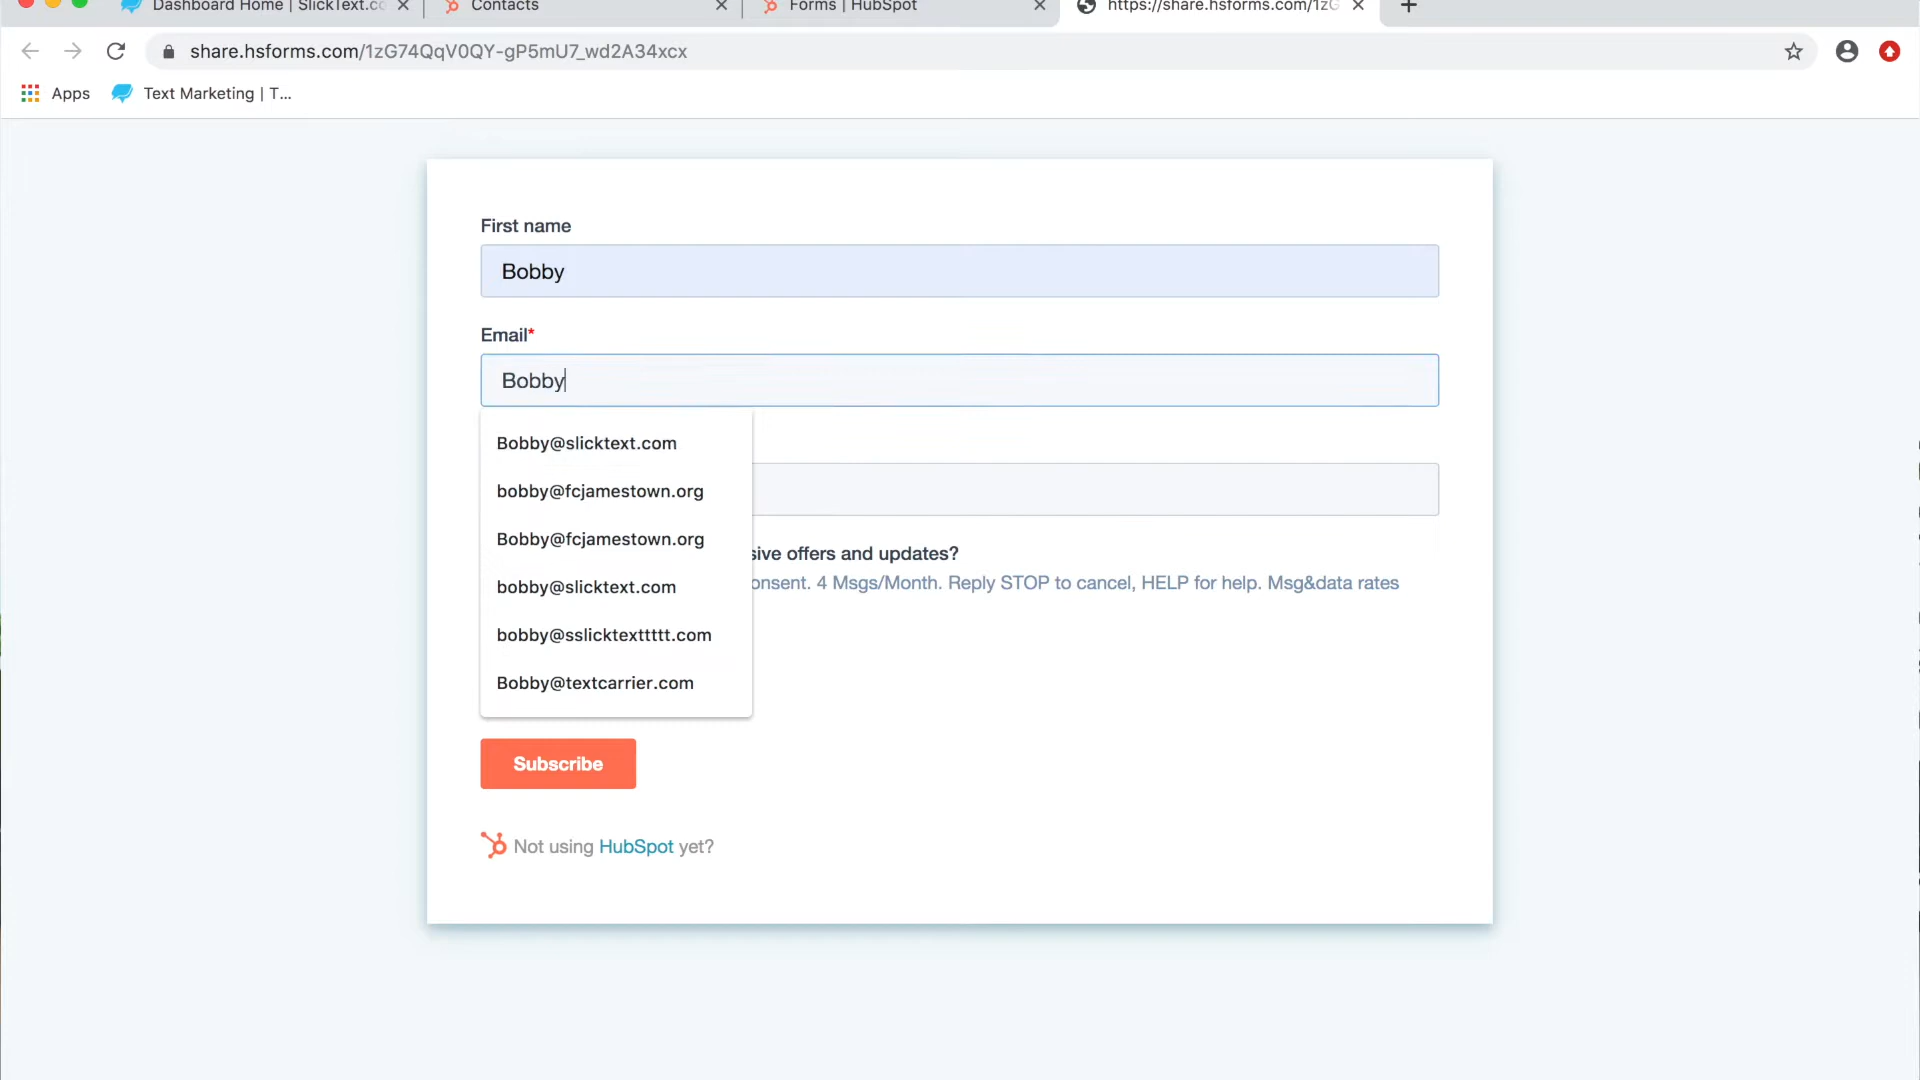 Dashboard Home | SlickText.co
Contacts
Forms | HubSpot
https://share.hsforms.com/1zG
share.hsforms.com/1zG74QqV0QY-gP5mU7_wd2A34xcx
Apps
Text Marketing | T...
First name
Bobby
Email*
Bobby
Bobby@slicktext.com
bobby@fcjamestown.org
Bobby@fcjamestown.org
bobby@slicktext.com
bobby@sslicktexttttt.com
Bobby@textcarrier.com
sive offers and updates?
onsent. 4 Msgs/Month. Reply STOP to cancel, HELP for help. Msg&data rates
Subscribe
Not using HubSpot yet?